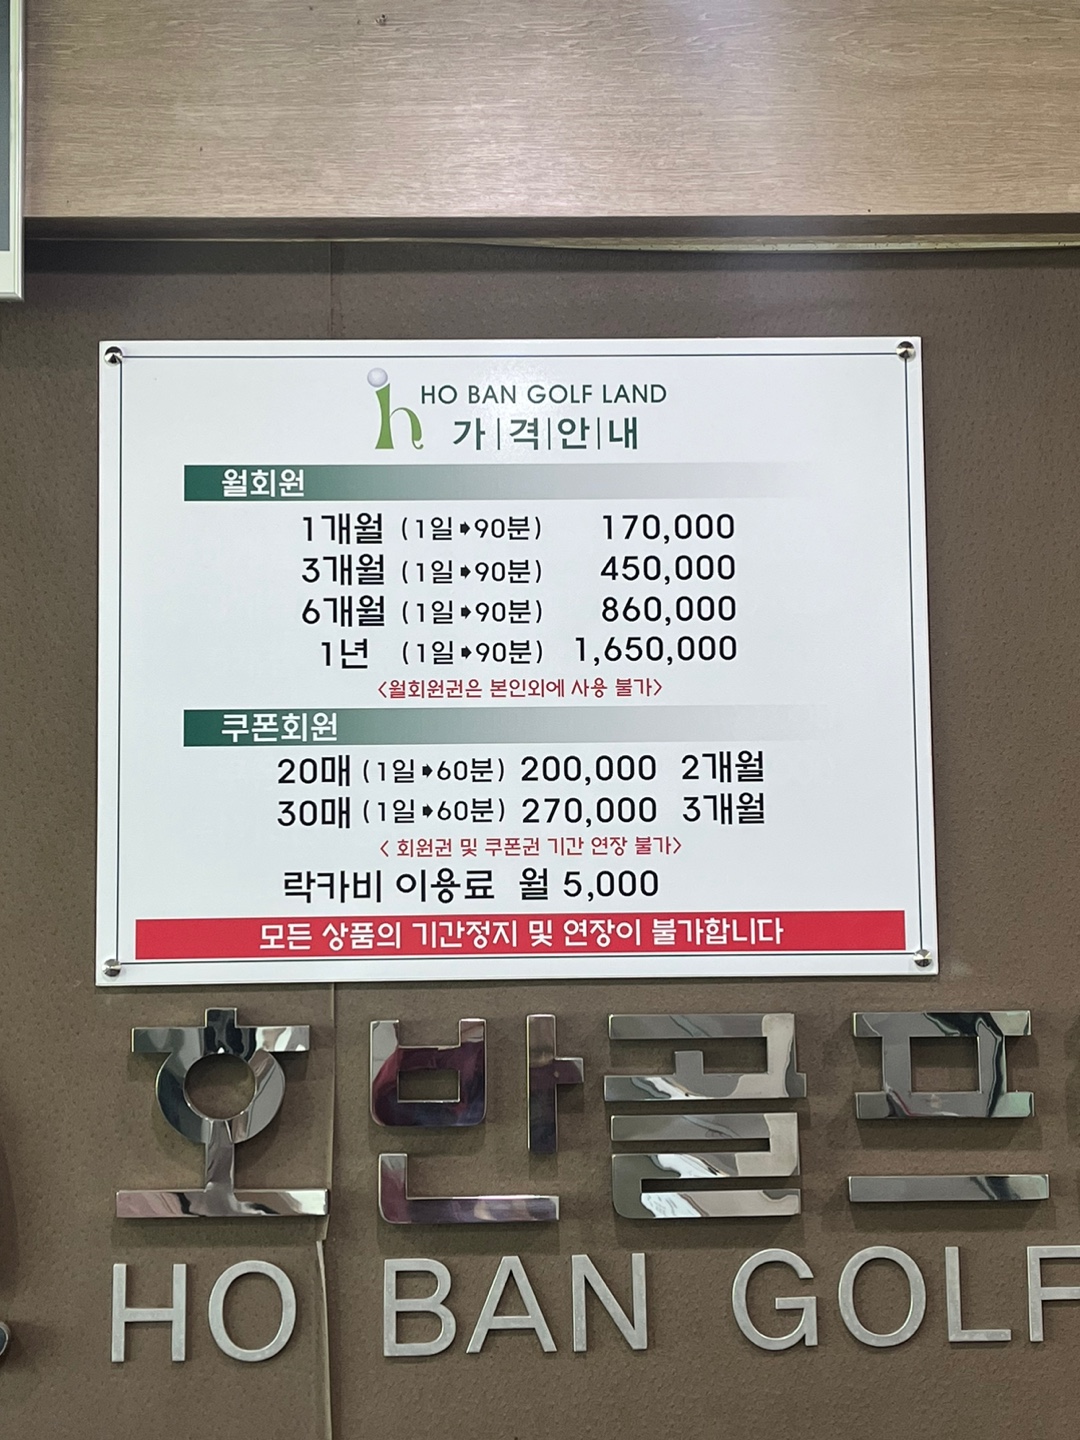 HO BAN GOLF LAND
가|격|안|내
월회원
1개월 (1일➧90분) 170,000
3개월 (1일➧90분) 450,000
6개월 (1일➧90분) 860,000
1년 (1일➧90분) 1,650,000
<월회원권은 본인외에 사용 불가>
쿠폰회원
20매 (1일➧60분) 200,000 2개월
30매 (1일➧60분) 270,000 3개월
< 회원권 및 쿠폰권 기간 연장 불가>
락카비 이용료 월 5,000
모든 상품의 기간정지 및 연장이 불가합니다
호반골프
HO BAN GOLF